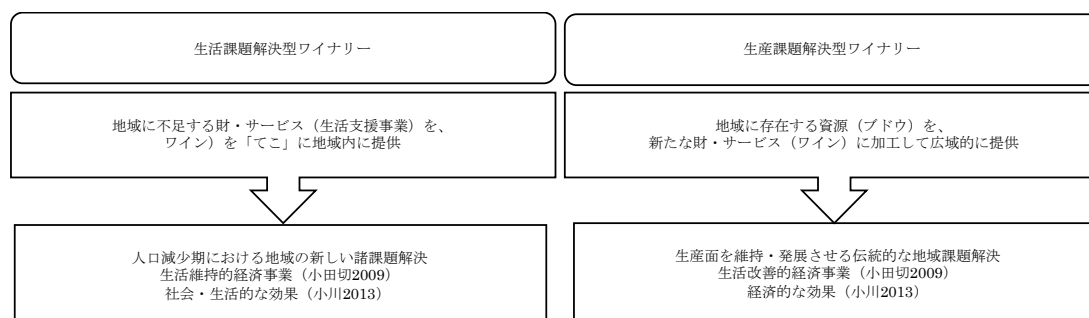 生活課題解決型ワイナリー
地域に不足する財・サービス（生活支援事業）を、
ワイン）を「てこ」に地域内に提供
人口減少期における地域の新しい諸課題解決
生活維持的経済事業（小田切2009）
社会・生活的な効果（小川2013）
生産課題解決型ワイナリー
地域に存在する資源（ブドウ）を、
新たな財・サービス（ワイン）に加工して広域的に提供
生産面を維持・発展させる伝統的な地域課題解決
生活改善的経済事業（小田切2009）
経済的な効果（小川2013）